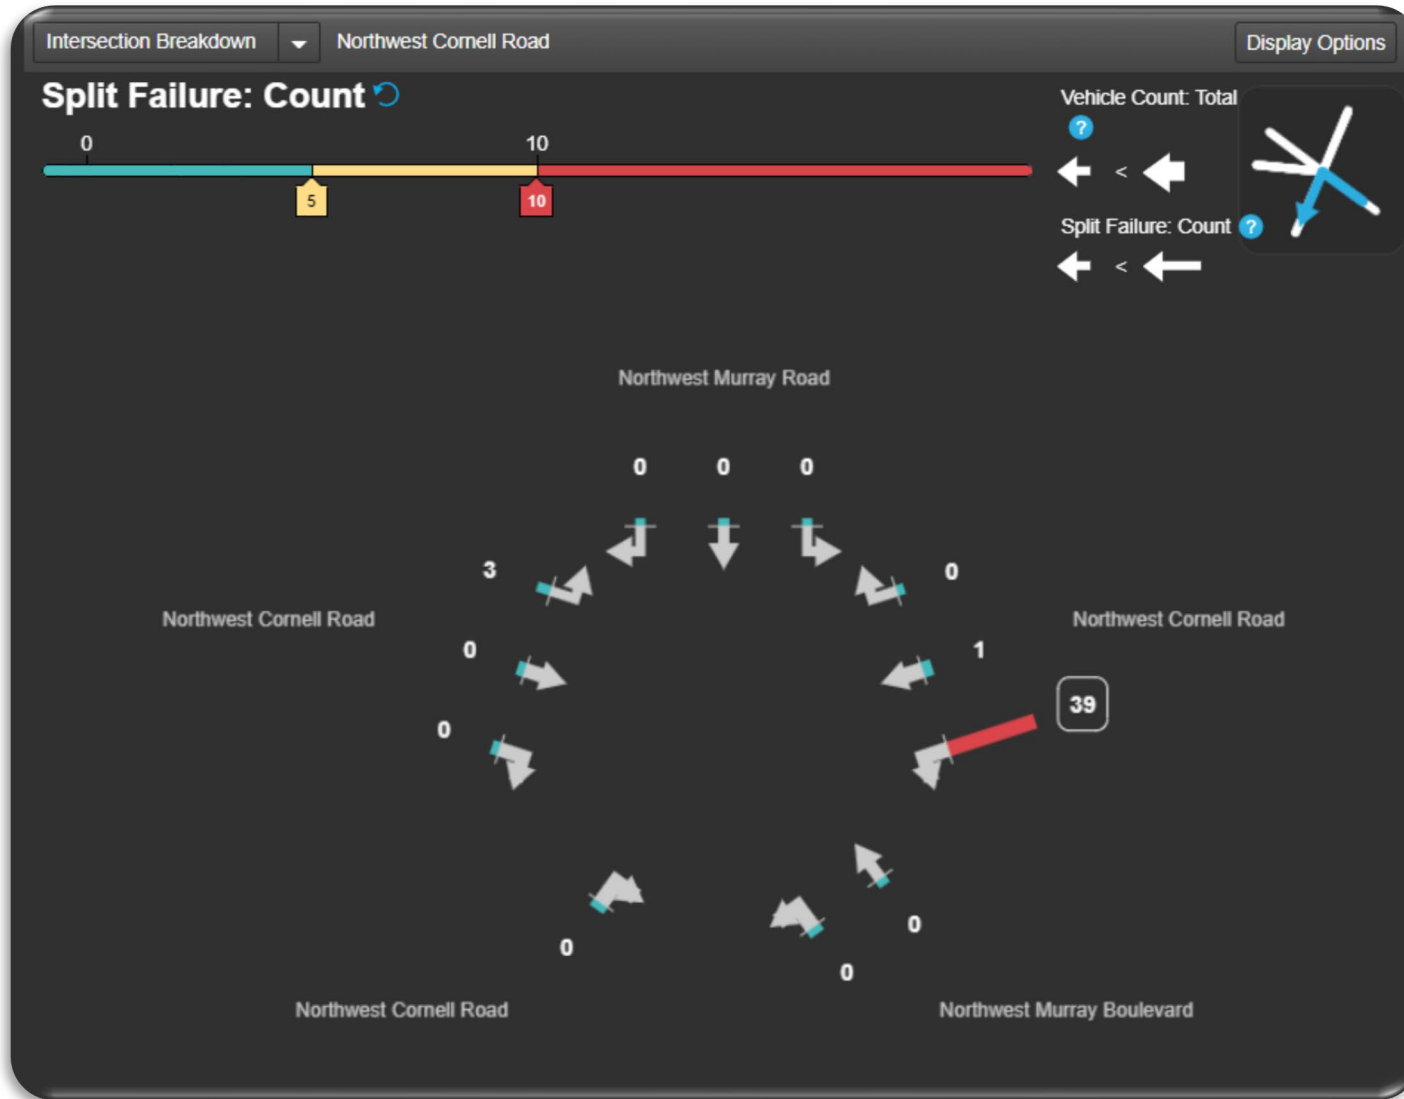 Intersection Breakdown
Northwest Cornell Road
Display Options
Split Failure: Count
Vehicle Count: Total
?
0
10
5
10
<
Split Failure: Count ?
<
Northwest Murray Road
0 0 0
3
0
Northwest Cornell Road
Northwest Cornell Road
0
1
39
0
0
0
0
Northwest Cornell Road
Northwest Murray Boulevard